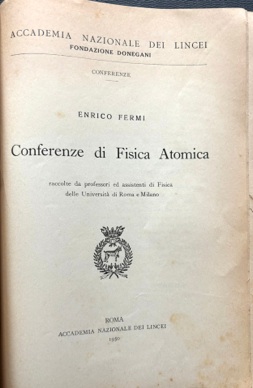 ACCADEMIA NAZIONALE DEI LINCEI
FONDAZIONE DONEGANI
CONFERENZE
ENRICO FERMI
Conferenze di Fisica Atomica
raccolte da professori ed assistenti di Fisica
delle Università di Roma e Milano
ROMA
ACCADEMIA NAZIONALE DEI LINCEI
1950